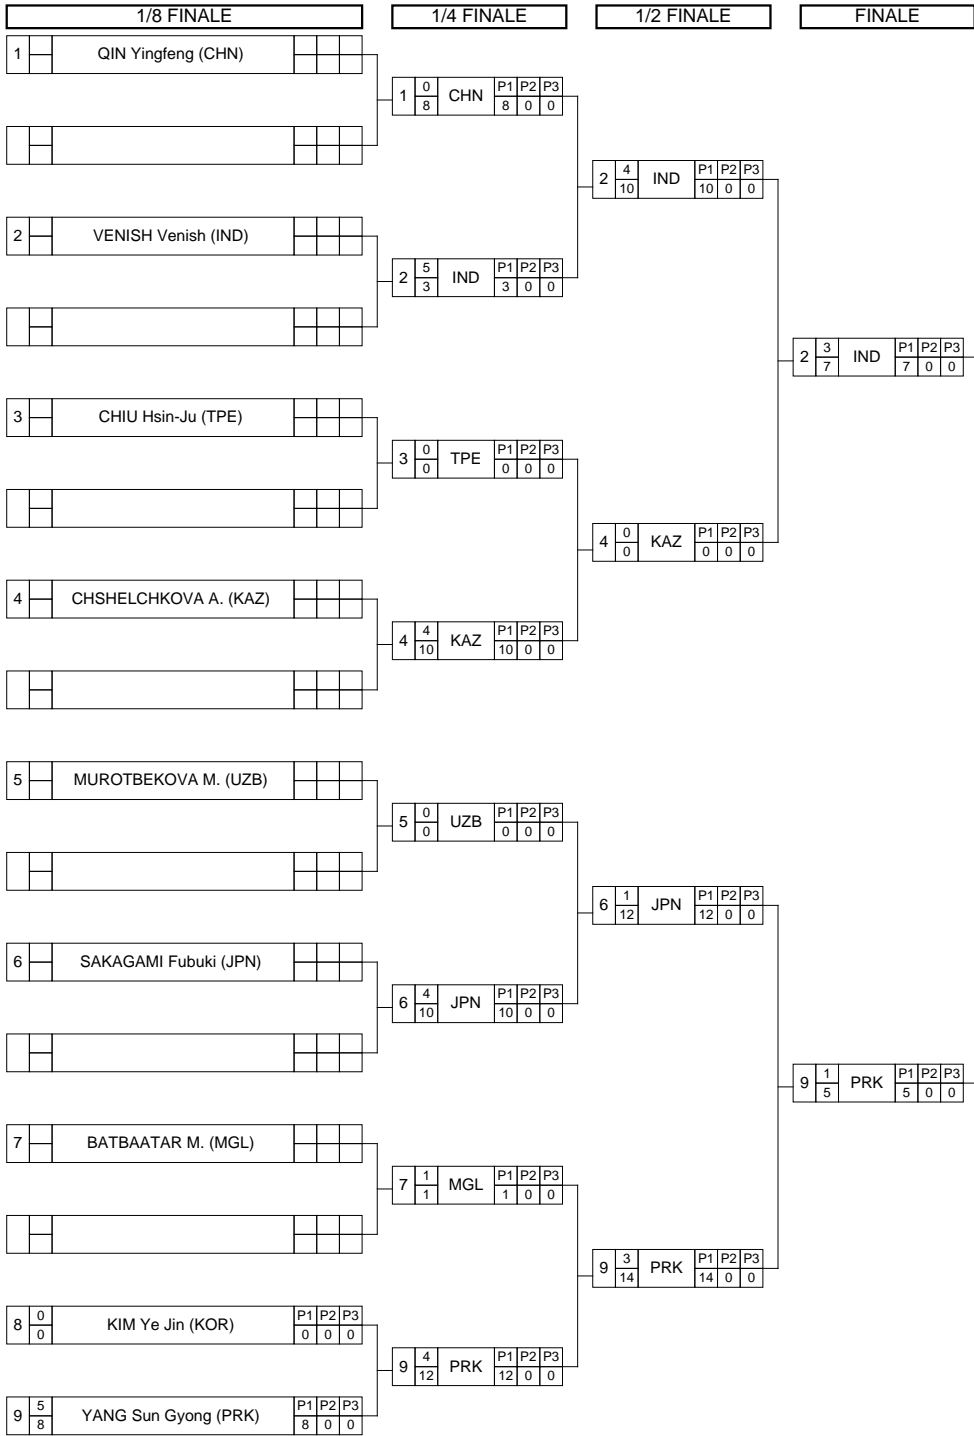 1/8 FINALE 1/4 FINALE 1/2 FINALE FINALE
1 QIN Yingfeng (CHN)
1 0 8 CHN P1 P2 P3 8 0 0
2 4 10 IND P1 P2 P3 10 0 0
2 VENISH Venish (IND)
2 5 3 IND P1 P2 P3 3 0 0
2 3 7 IND P1 P2 P3 7 0 0
3 CHIU Hsin-Ju (TPE)
3 0 0 TPE P1 P2 P3 0 0 0
4 0 0 KAZ P1 P2 P3 0 0 0
4 CHSHELCHKOVA A. (KAZ)
4 4 10 KAZ P1 P2 P3 10 0 0
5 MUROTBEKOVA M. (UZB)
5 0 0 UZB P1 P2 P3 0 0 0
6 1 12 JPN P1 P2 P3 12 0 0
6 SAKAGAMI Fubuki (JPN)
6 4 10 JPN P1 P2 P3 10 0 0
9 1 5 PRK P1 P2 P3 5 0 0
7 BATBAATAR M. (MGL)
7 1 1 MGL P1 P2 P3 1 0 0
9 3 14 PRK P1 P2 P3 14 0 0
8 0 0 KIM Ye Jin (KOR) P1 P2 P3 0 0 0
9 4 12 PRK P1 P2 P3 12 0 0
9 5 8 YANG Sun Gyong (PRK) P1 P2 P3 8 0 0